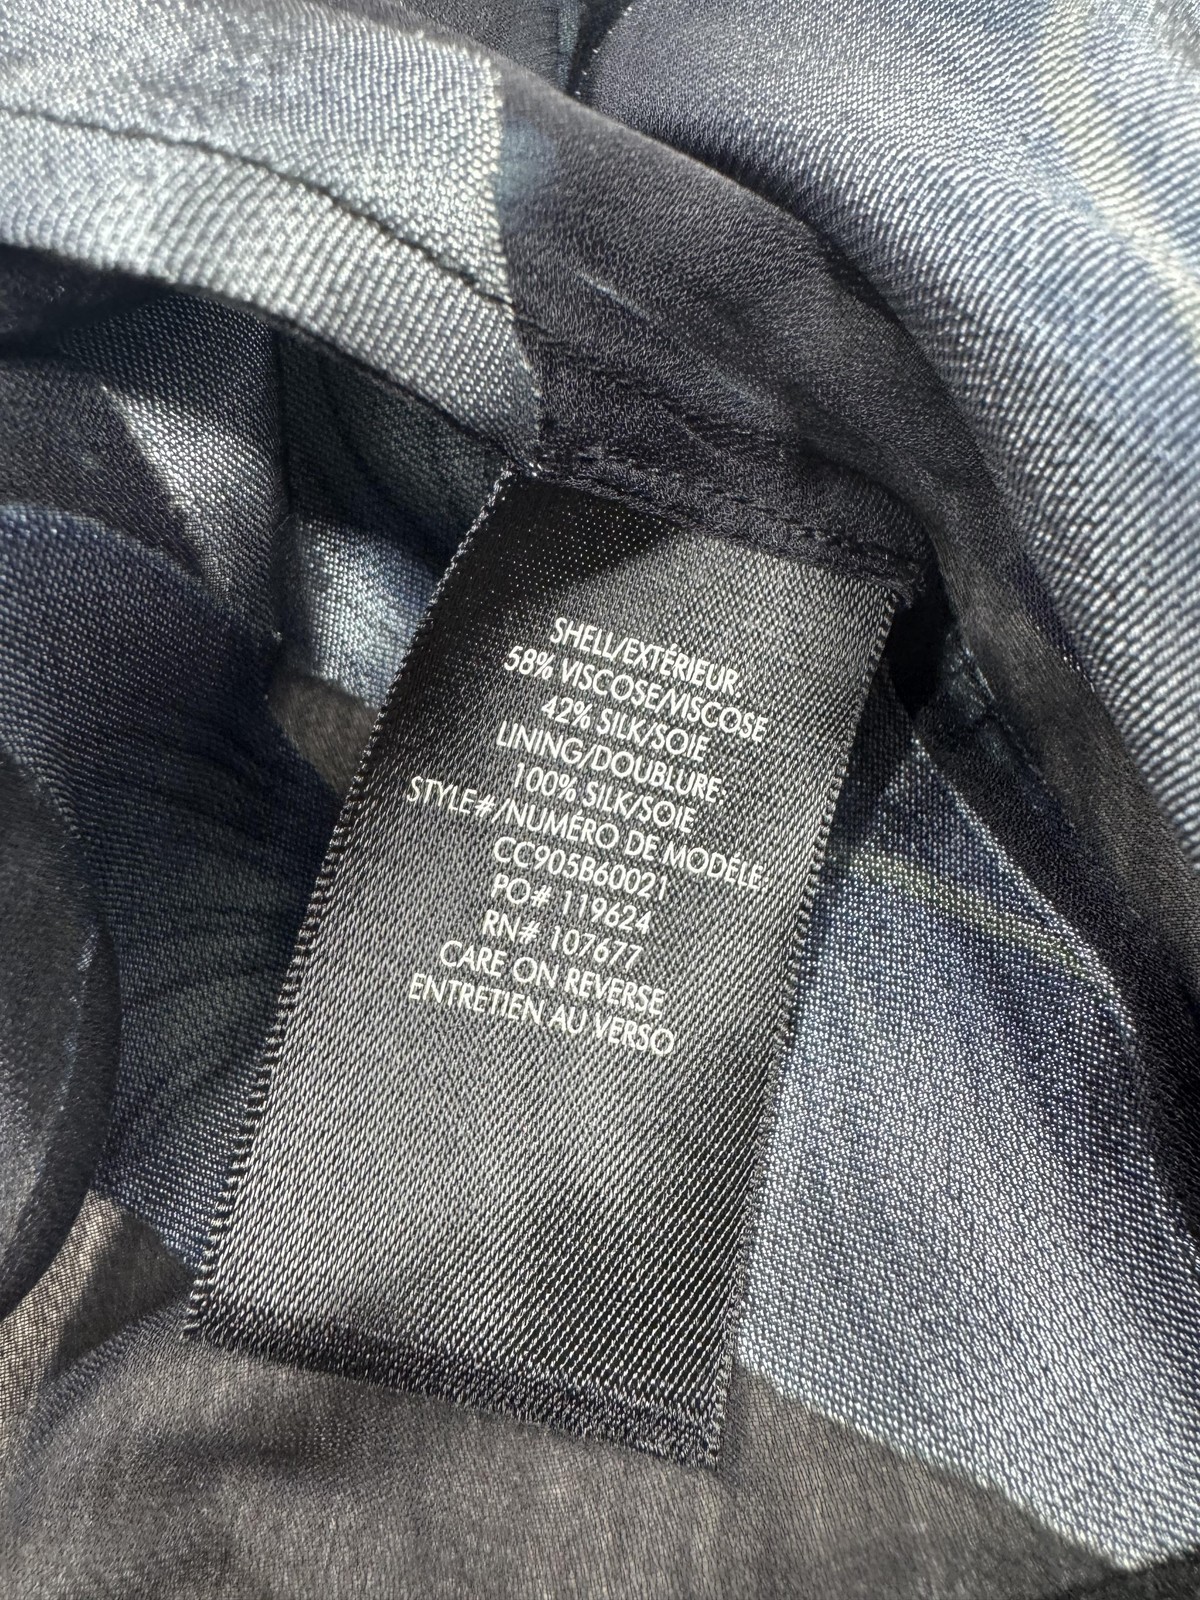 SHELL/EXTÉRIEUR
58% VISCOSE/VISCOSE
42% SILK/SOIE
LINING/DOUBLURE:
100% SILK/SOIE
STYLE#/NUMÉRO DE MODÉLE:
CC905B60021
PO# 119624
RN# 107677
CARE ON REVERSE
ENTRETIEN AU VERSO